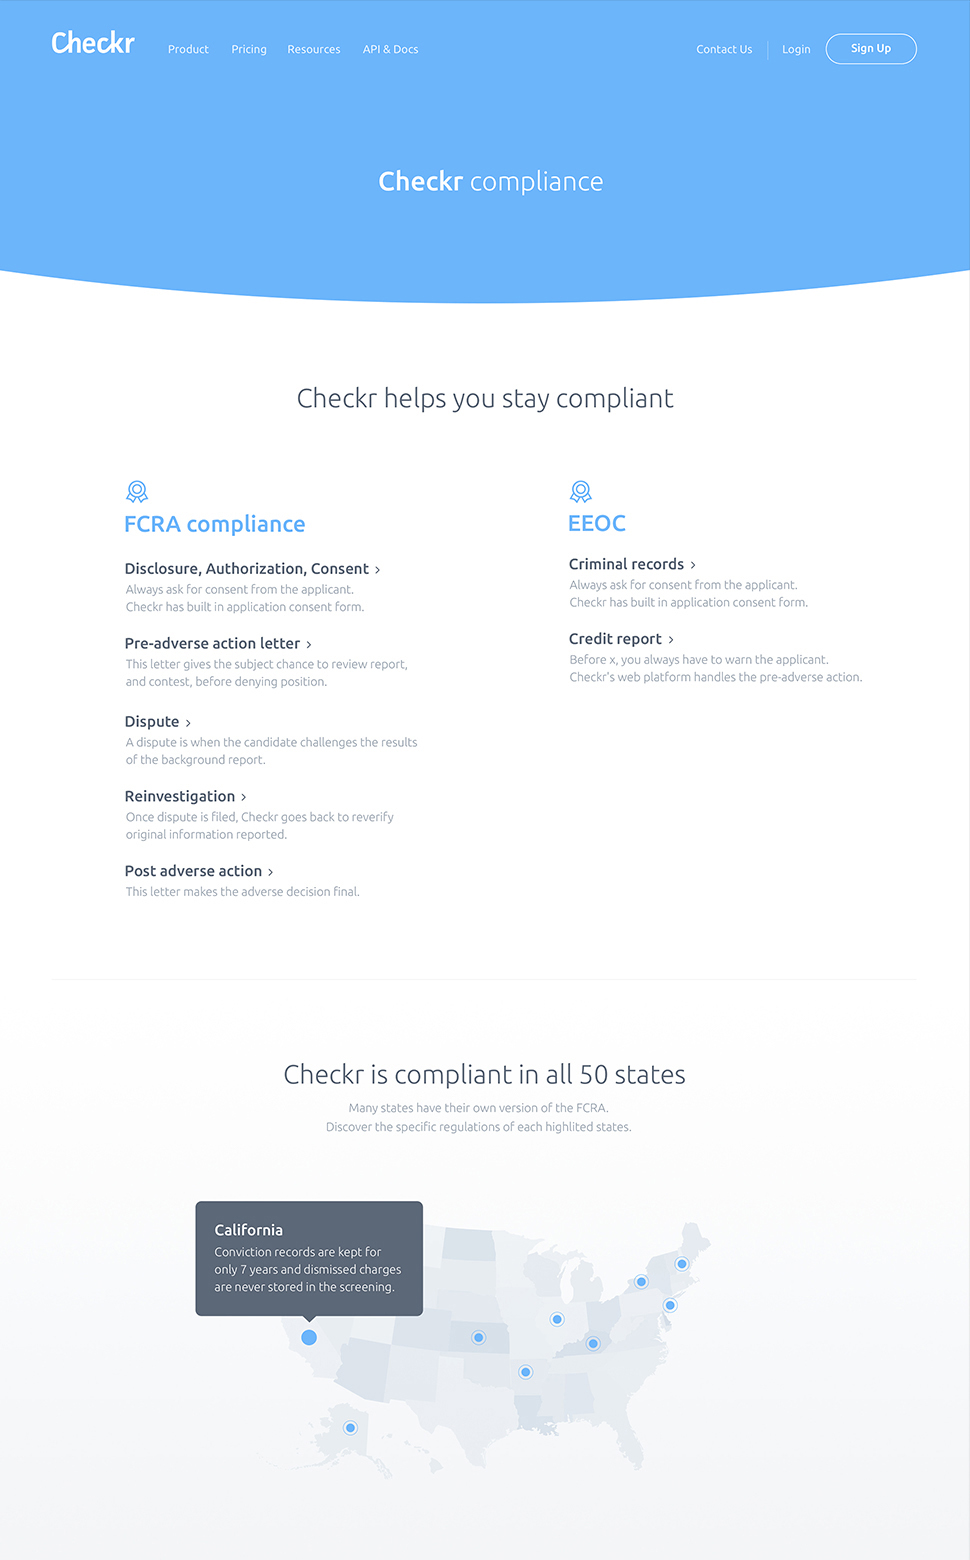 Checkr
Product Pricing Resources API & Docs Contact Us Login Sign Up
Checkr compliance
Checkr helps you stay compliant
FCRA compliance
Disclosure, Authorization, Consent >
Always ask for consent from the applicant.
Checkr has built in application consent form.
Pre-adverse action letter >
This letter gives the subject chance to review report,
and contest, before denying position.
Dispute >
A dispute is when the candidate challenges the results
of the background report.
Reinvestigation >
Once dispute is filed, Checkr goes back to reverify
original information reported.
Post adverse action >
This letter makes the adverse decision final.
EEOC
Criminal records >
Always ask for consent from the applicant.
Checkr has built in application consent form.
Credit report >
Before x, you always have to warn the applicant.
Checkr's web platform handles the pre-adverse action.
Checkr is compliant in all 50 states
Many states have their own version of the FCRA.
Discover the specific regulations of each highlited states.
California
Conviction records are kept for
only 7 years and dismissed charges
are never stored in the screening.